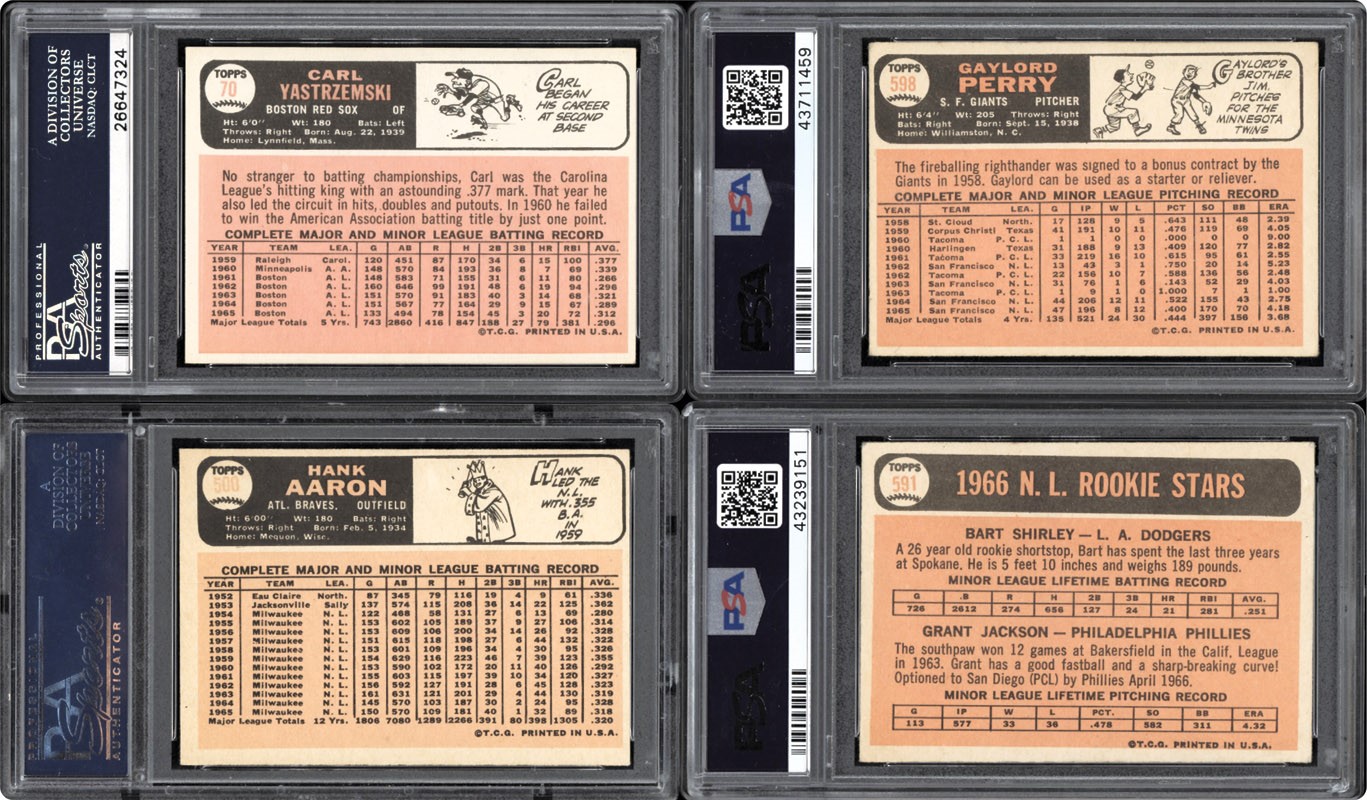 A DIVISION OF
COLLECTORS
UNIVERSE
NASDAQ: CLCT
26647324
PROFESSIONAL
PSA
Sports
AUTHENTICATOR
TOPPS
70
CARL
YASTRZEMSKI
BOSTON RED SOX OF
Ht: 6'0" Wt: 180 Bats: Left
Throws: Right Born: Aug. 22, 1939
Home: Lynnfield, Mass.
CARL
BEGAN
HIS CAREER
AT SECOND
BASE
No stranger to batting championships, Carl was the Carolina
League's hitting king with an astounding .377 mark. That year he
also led the circuit in hits, doubles and putouts. In 1960 he failed
to win the American Association batting title by just one point.
COMPLETE MAJOR AND MINOR LEAGUE BATTING RECORD
YEAR TEAM LEA. G AB R H 2B 3B HR RBI AVG.
1959 Raleigh Carol. 120 451 87 170 34 6 15 100 .377
1960 Minneapolis A. A. 148 570 84 193 36 8 7 69 .339
1961 Boston A. L. 148 583 71 155 31 6 11 80 .266
1962 Boston A. L. 160 646 99 191 48 6 19 94 .296
1963 Boston A. L. 151 570 91 183 40 3 14 68 .321
1964 Boston A. L. 151 567 77 164 29 9 15 67 .289
1965 Boston A. L. 133 494 78 154 45 3 20 72 .312
Major League Totals 5 Yrs. 743 2860 416 847 188 27 79 381 .296
©T.C.G. PRINTED IN U.S.A.
43711459
PSA
PSA
TOPPS
598
GAYLORD
PERRY
S. F. GIANTS PITCHER
Ht: 6'4" Wt: 205 Throws: Right
Bats: Right Born: Sept. 15, 1938
Home: Williamston, N. C.
GAYLORD'S
BROTHER
JIM,
PITCHES
FOR THE
MINNESOTA
TWINS
The fireballing righthander was signed to a bonus contract by the
Giants in 1958. Gaylord can be used as a starter or reliever.
COMPLETE MAJOR AND MINOR LEAGUE PITCHING RECORD
YEAR TEAM LEA. G IP W L PCT. SO BB ERA
1958 St. Cloud North. 17 128 9 5 .643 111 48 2.39
1959 Corpus Christi Texas 41 191 10 11 .476 119 69 4.05
1960 Tacoma P. C. L. 1 1 0 0 .000 0 0 9.00
1960 Harlingen Texas 31 188 9 13 .409 120 77 2.82
1961 Tacoma P. C. L. 33 219 16 10 .615 95 61 2.55
1962 San Francisco N. L. 13 43 3 1 .750 20 14 5.23
1962 Tacoma P. C. L. 22 156 10 7 .588 136 56 2.48
1963 San Francisco N. L. 31 76 1 6 .143 52 29 4.03
1963 Tacoma P. C. L. 1 9 1 0 1.000 7 1 1.00
1964 San Francisco N. L. 44 206 12 11 .522 155 43 2.75
1965 San Francisco N. L. 47 196 8 12 .400 170 70 4.18
Major League Totals 4 Yrs. 135 521 24 30 .444 397 156 3.68
©T.C.G. PRINTED IN U.S.A.
A DIVISION OF
COLLECTORS
UNIVERSE
NASDAQ: CLCT
PROFESSIONAL
PSA
Sports
AUTHENTICATOR
TOPPS
500
HANK
AARON
ATL. BRAVES, OUTFIELD
Ht: 6'00" Wt: 180 Bats: Right
Throws: Right Born: Feb. 5, 1934
Home: Mequon, Wisc.
HANK
LED THE
N.L.
WITH .355
B.A.
IN
1959
COMPLETE MAJOR AND MINOR LEAGUE BATTING RECORD
YEAR TEAM LEA. G AB R H 2B 3B HR RBI AVG.
1952 Eau Claire North. 87 345 79 116 19 4 9 61 .336
1953 Jacksonville Sally 137 574 115 208 36 14 22 125 .362
1954 Milwaukee N. L. 122 468 58 131 27 6 13 69 .280
1955 Milwaukee N. L. 153 602 105 189 37 9 27 106 .314
1956 Milwaukee N. L. 153 609 106 200 34 14 26 92 .328
1957 Milwaukee N. L. 151 615 118 198 27 6 44 132 .322
1958 Milwaukee N. L. 153 601 109 196 34 4 30 95 .326
1959 Milwaukee N. L. 154 629 116 223 46 7 39 123 .355
1960 Milwaukee N. L. 153 590 102 172 20 11 40 126 .292
1961 Milwaukee N. L. 155 603 115 197 39 10 34 120 .327
1962 Milwaukee N. L. 156 592 127 191 28 6 45 128 .323
1963 Milwaukee N. L. 161 631 121 201 29 4 44 130 .319
1964 Milwaukee N. L. 145 570 103 187 30 2 24 95 .328
1965 Milwaukee N. L. 150 570 109 181 40 1 32 89 .318
Major League Totals 12 Yrs. 1806 7080 1289 2266 391 80 398 1305 .320
©T.C.G. PRINTED IN U.S.A.
43239151
PSA
PSA
TOPPS
591
1966 N. L. ROOKIE STARS
BART SHIRLEY — L. A. DODGERS
A 26 year old rookie shortstop, Bart has spent the last three years
at Spokane. He is 5 feet 10 inches and weighs 189 pounds.
MINOR LEAGUE LIFETIME BATTING RECORD
G .B R H 2B 3B HR RBI AVG.
726 2612 274 656 127 24 21 281 .251
GRANT JACKSON — PHILADELPHIA PHILLIES
The southpaw won 12 games at Bakersfield in the Calif. League
in 1963. Grant has a good fastball and a sharp-breaking curve!
Optioned to San Diego (PCL) by Phillies April 1966.
MINOR LEAGUE LIFETIME PITCHING RECORD
G IP W L PCT. SO BB ERA
113 577 33 36 .478 582 311 4.32
©T.C.G. PRINTED IN U.S.A.